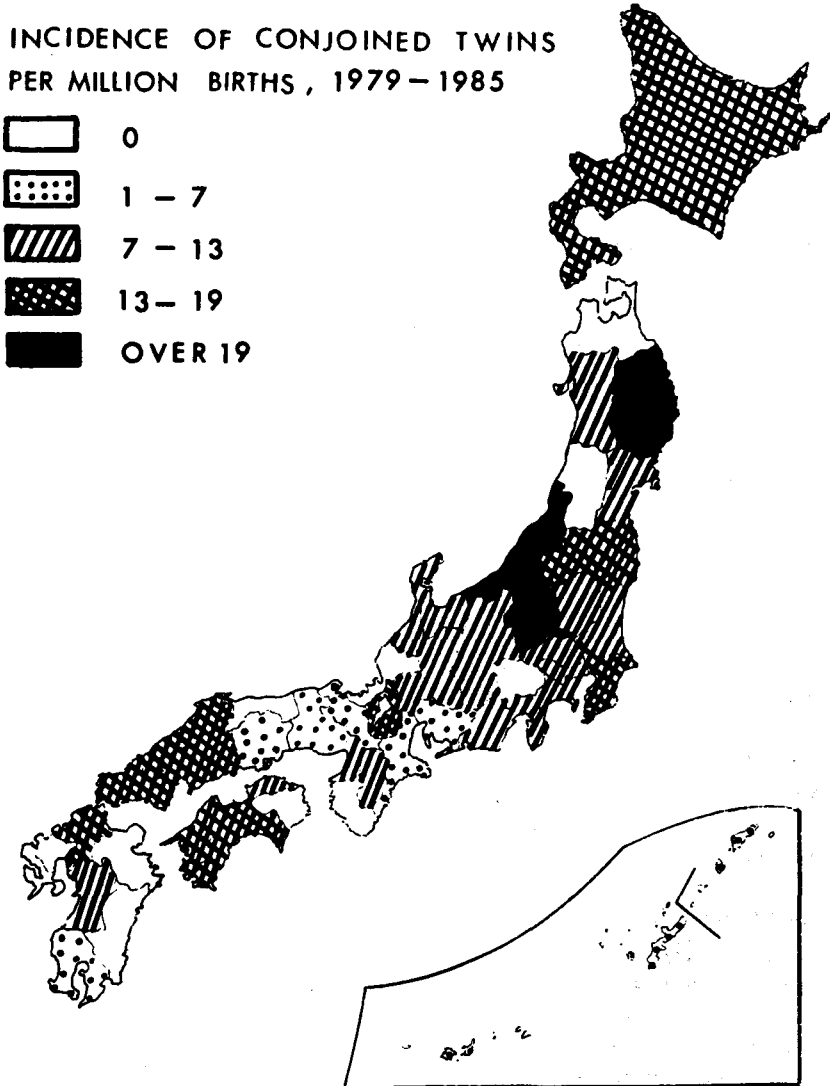 INCIDENCE OF CONJOINED TWINS
PER MILLION BIRTHS, 1979-1985
0
1 - 7
7 - 13
13- 19
OVER 19